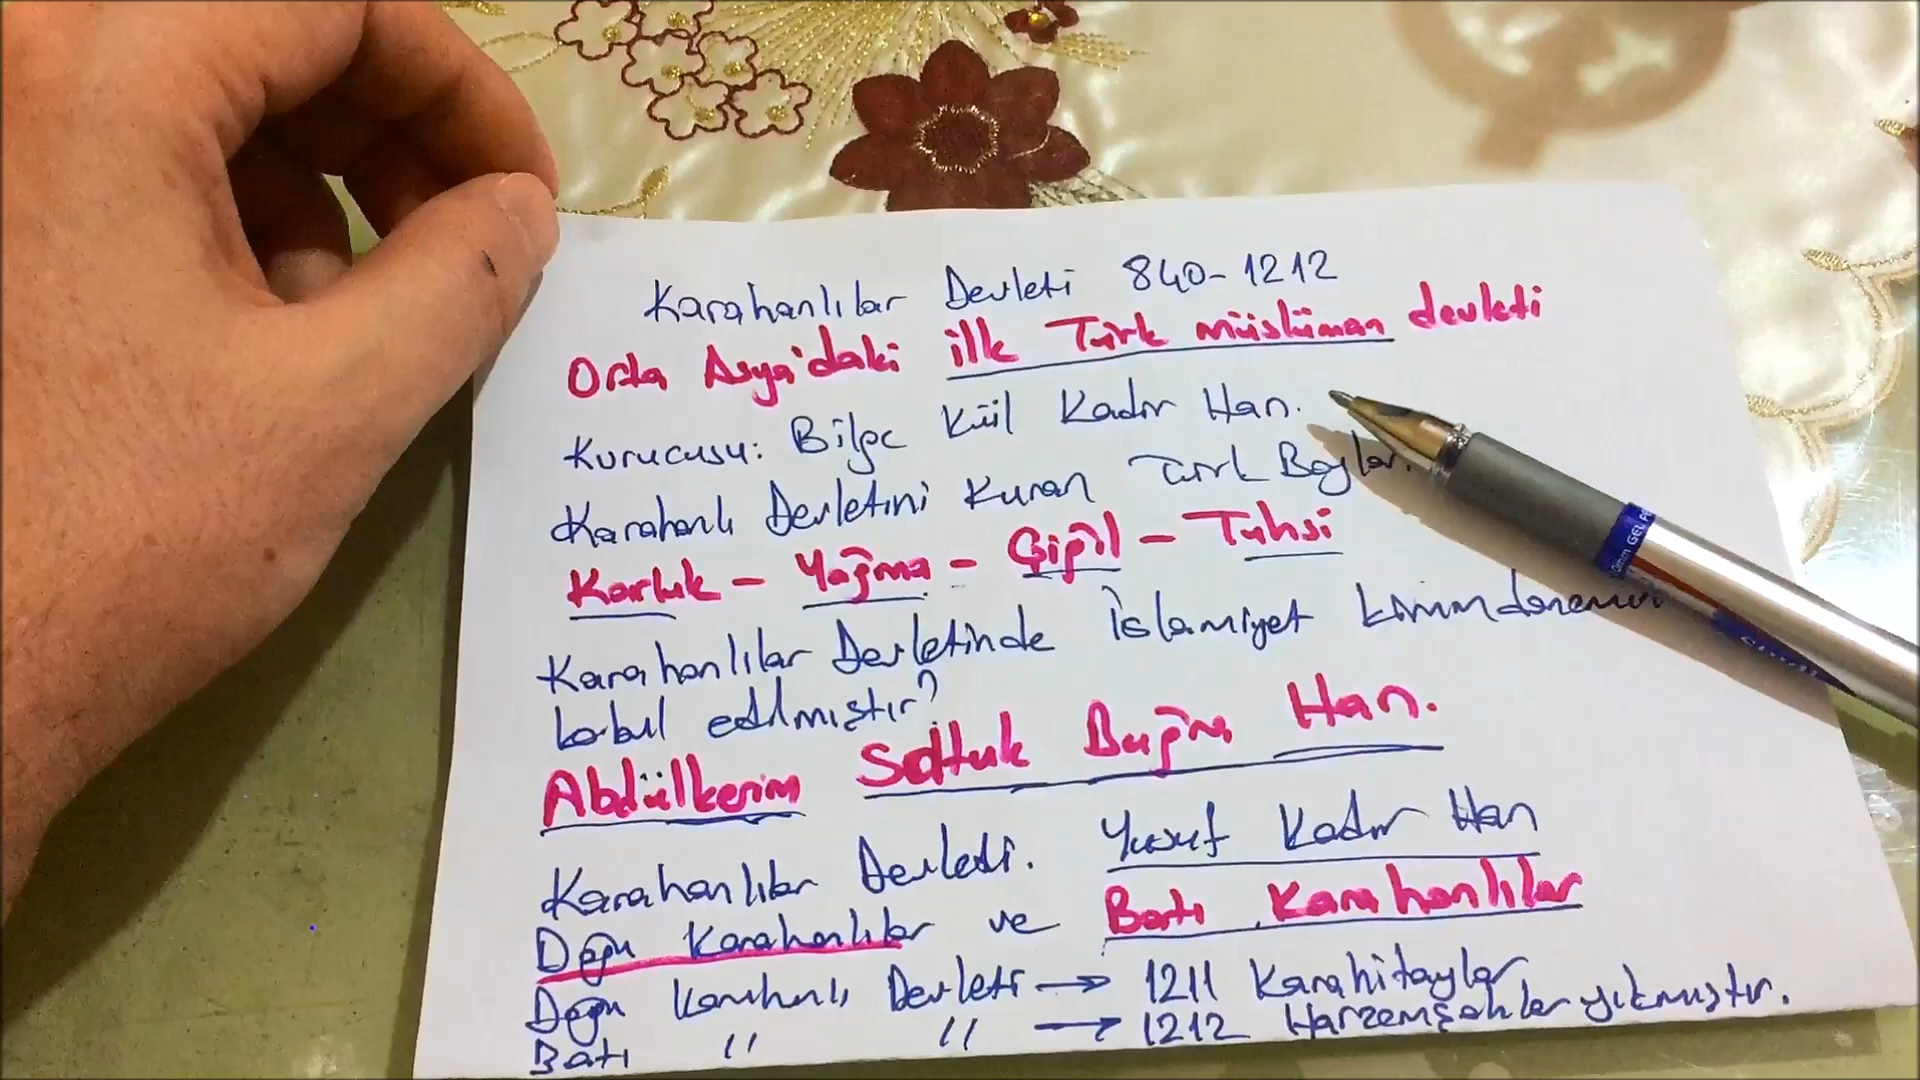 Karahanlılar Devleti 840-1212
Orta Asya'daki ilk Türk müslüman devleti
Kurucusu: Bilge Kül Kadır Han.
Karahanlı Devletini Kuran Türk Boyları
Karluk - Yağma - Çiğil - Tuhsi
Karahanlılar Devletinde İslamiyet kimin döneminde
kabul edilmiştir?
Abdülkerim Sattuk Buğra Han.
Karahanlılar Devleti. Yusuf Kadır Han
Doğu Karahanlılar ve Batı Karahanlılar
Doğu Karahanlı Devleti → 1211 Karahitaylar
Batı " " → 1212 Harzemşahlar yıkmıştır.